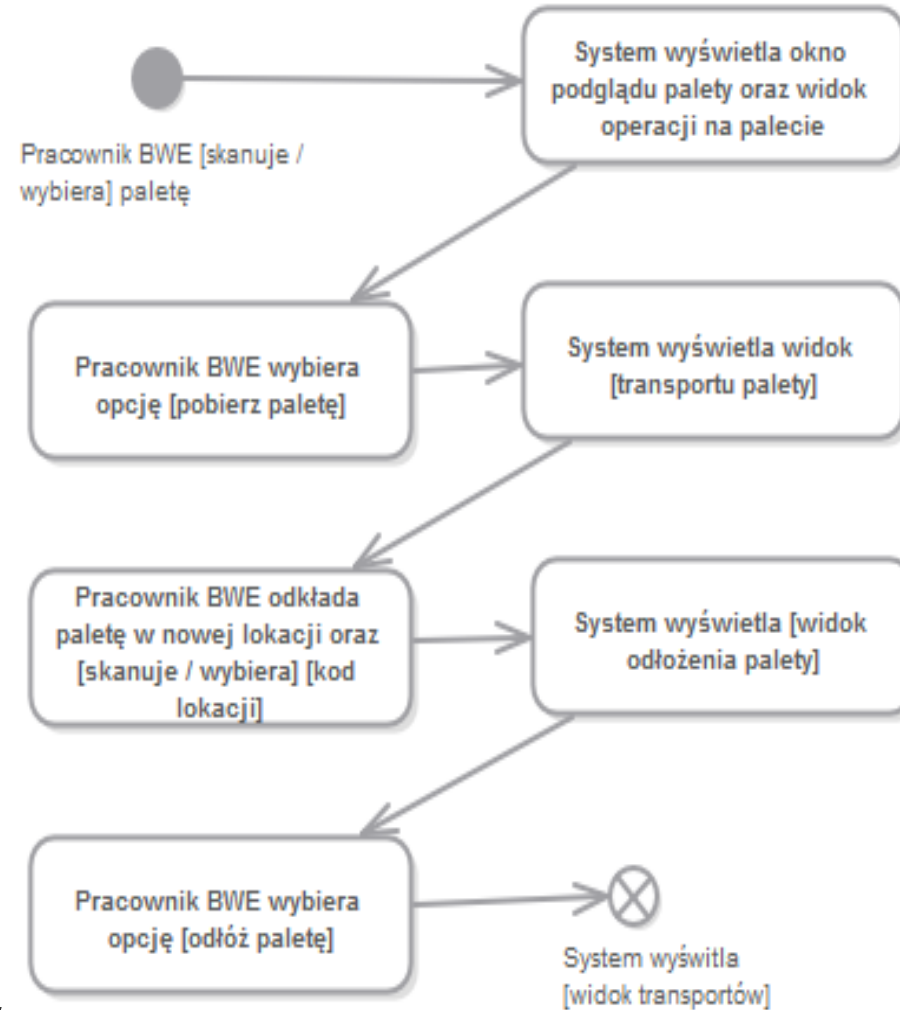 System wyświetla okno
podglądu palety oraz widok
operacji na palecie
Pracownik BWE [skanuje /
wybiera] paletę
Pracownik BWE wybiera
opcję [pobierz paletę]
System wyświetla widok
[transportu palety]
Pracownik BWE odkłada
paletę w nowej lokacji oraz
[skanuje / wybiera] [kod
lokacji]
System wyświetla [widok
odłożenia palety]
Pracownik BWE wybiera
opcję [odłóż paletę]
System wyświtla
[widok transportów]